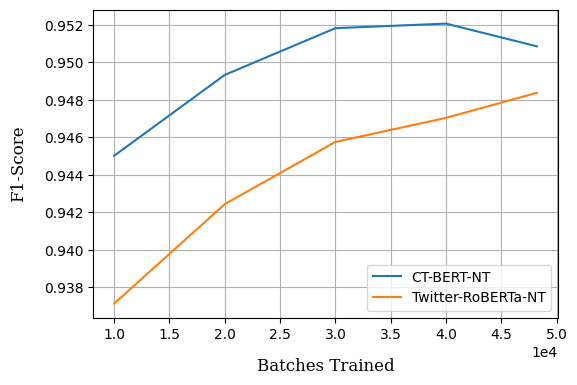 0.952
0.950
0.948
0.946
0.944
0.942
0.940
0.938
F1-Score
CT-BERT-NT
Twitter-RoBERTa-NT
1.0 1.5 2.0 2.5 3.0 3.5 4.0 4.5 5.0
1e4
Batches Trained